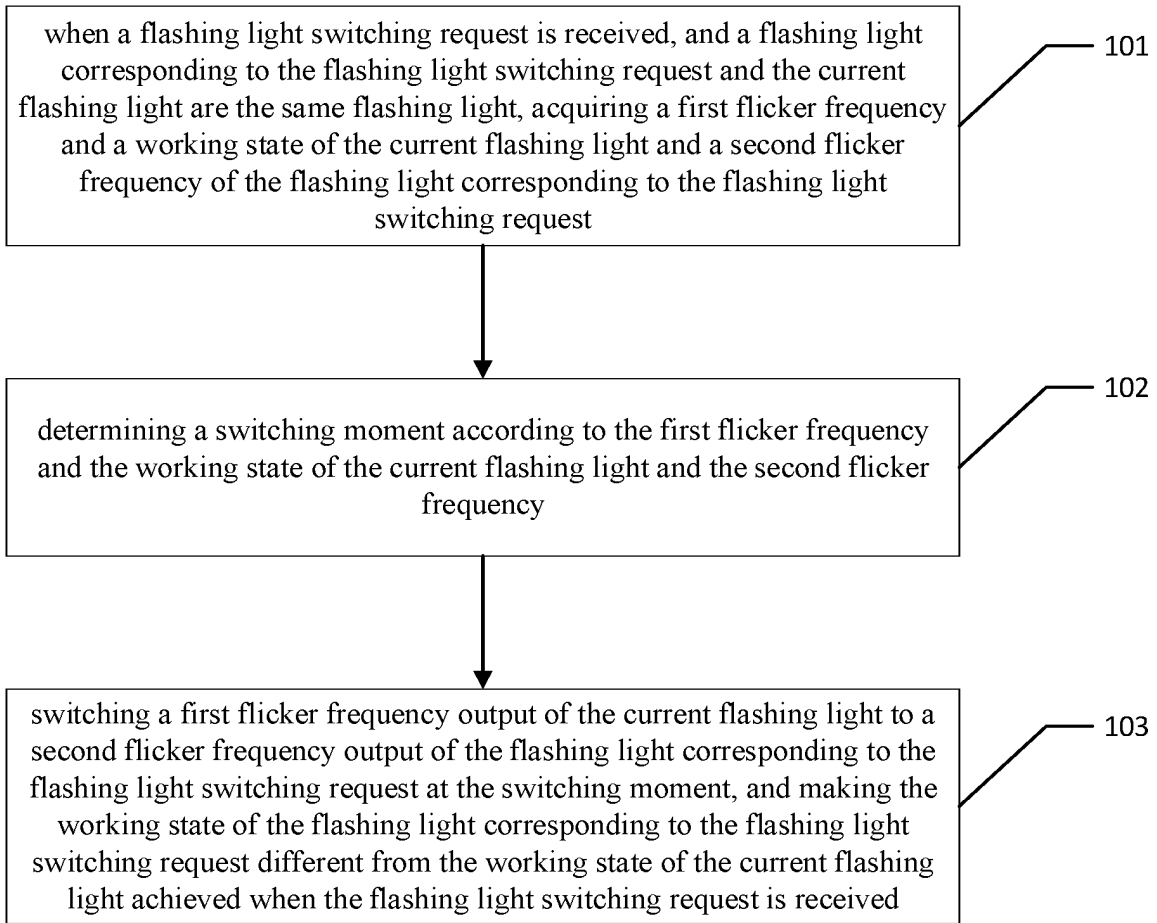 when a flashing light switching request is received, and a flashing light
corresponding to the flashing light switching request and the current
flashing light are the same flashing light, acquiring a first flicker frequency
and a working state of the current flashing light and a second flicker
frequency of the flashing light corresponding to the flashing light
switching request
101
determining a switching moment according to the first flicker frequency
and the working state of the current flashing light and the second flicker
frequency
102
switching a first flicker frequency output of the current flashing light to a
second flicker frequency output of the flashing light corresponding to the
flashing light switching request at the switching moment, and making the
working state of the flashing light corresponding to the flashing light
switching request different from the working state of the current flashing
light achieved when the flashing light switching request is received
103